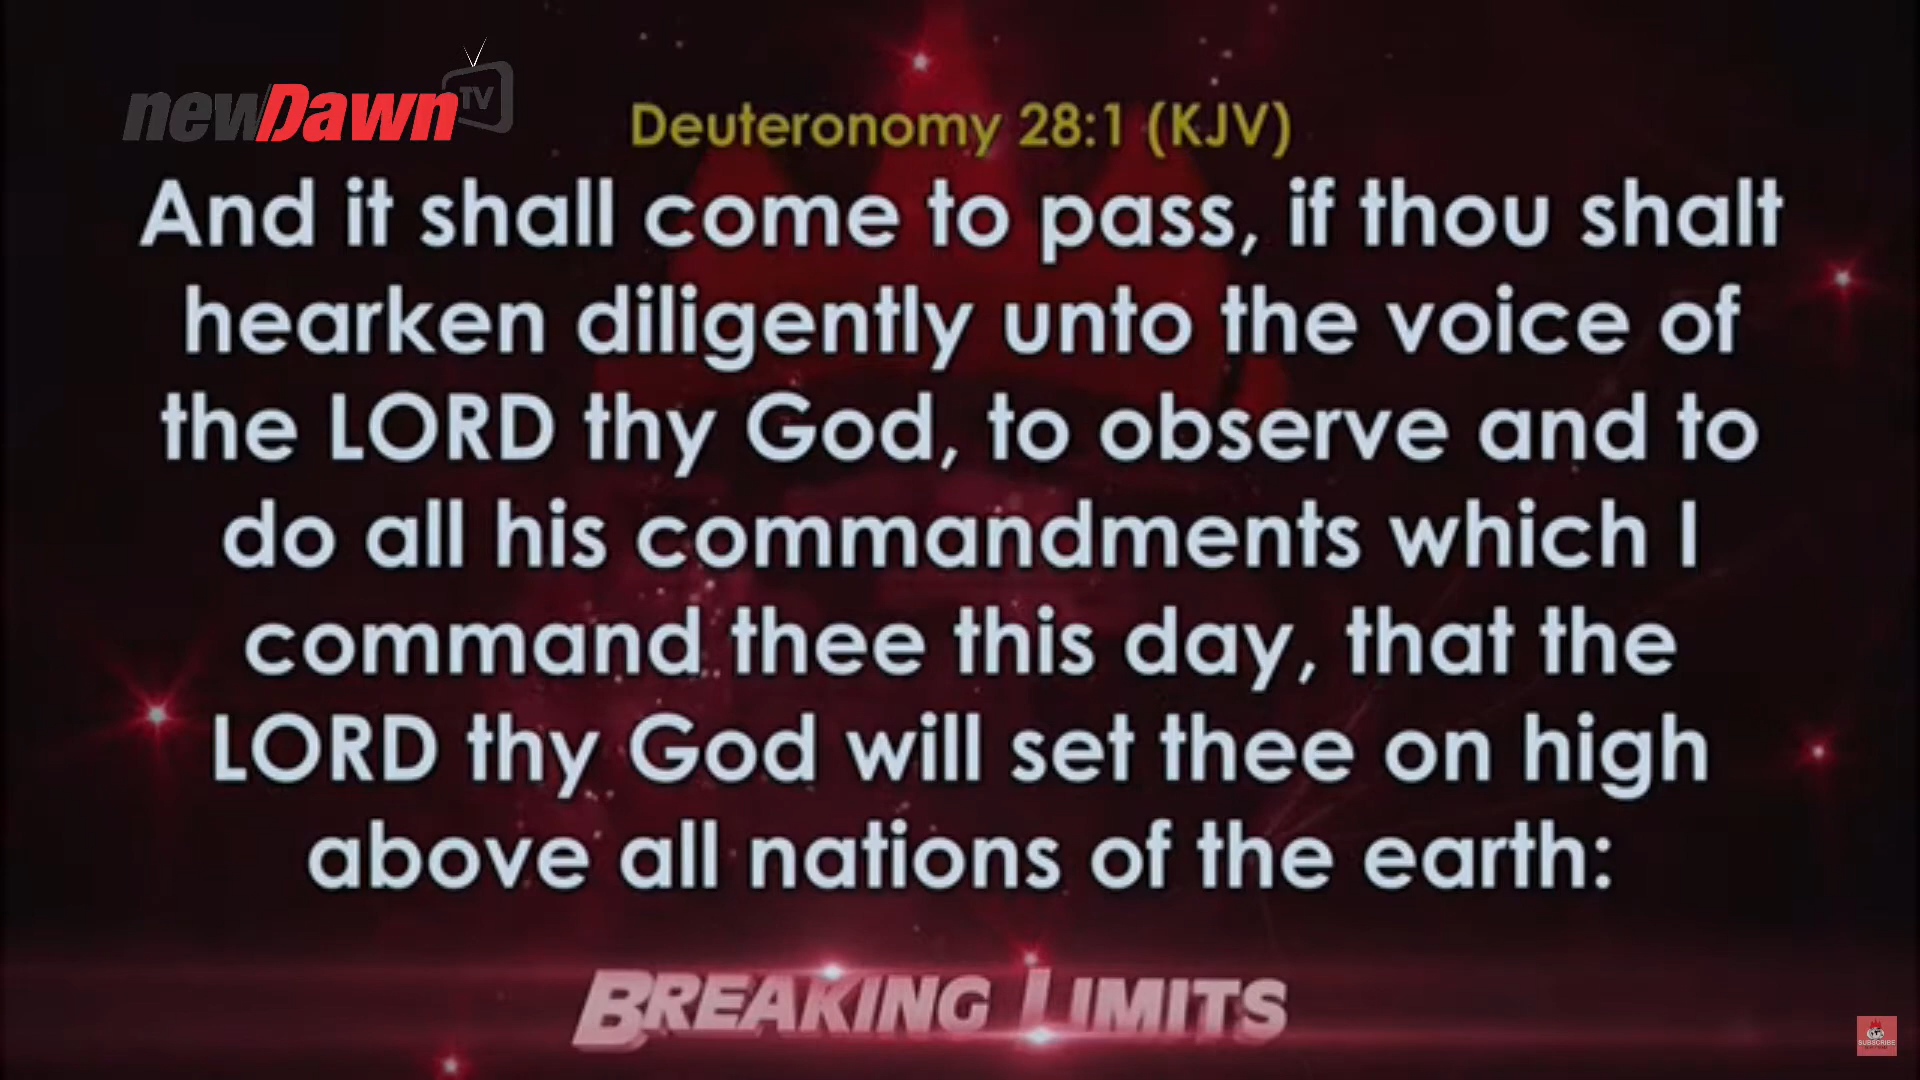 newDawn TV
Deuteronomy 28:1 (KJV)
And it shall come to pass, if thou shalt
hearken diligently unto the voice of
the LORD thy God, to observe and to
do all his commandments which I
command thee this day, that the
LORD thy God will set thee on high
above all nations of the earth:
BREAKING LIMITS
SUBSCRIBE